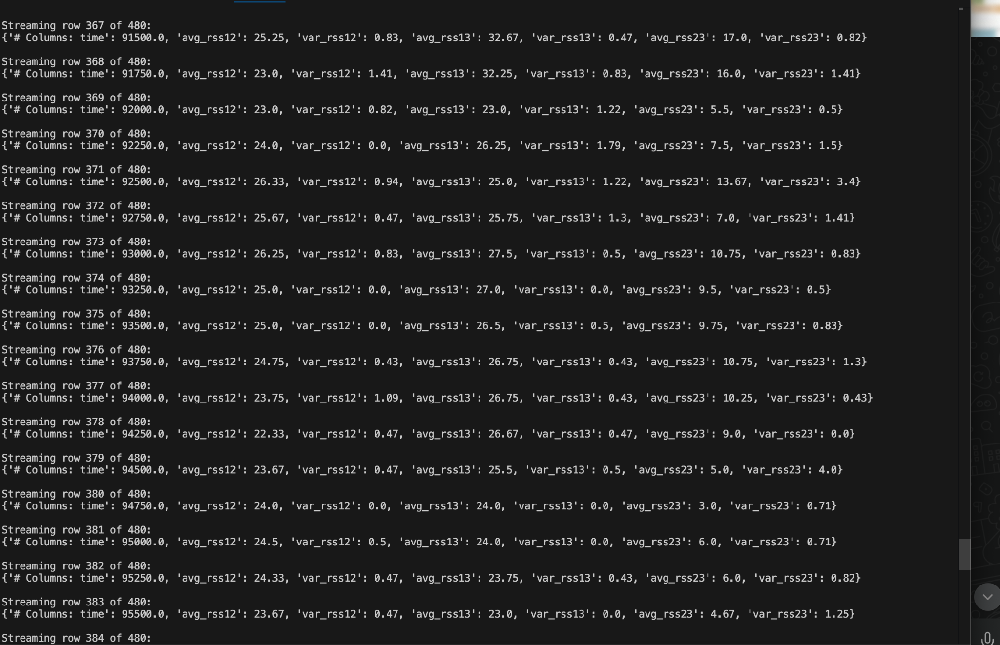 Streaming row 367 of 480:
{'# Columns: time': 91500.0, 'avg_rss12': 25.25, 'var_rss12': 0.83, 'avg_rss13': 32.67, 'var_rss13': 0.47, 'avg_rss23': 17.0, 'var_rss23': 0.82}
Streaming row 368 of 480:
{'# Columns: time': 91750.0, 'avg_rss12': 23.0, 'var_rss12': 1.41, 'avg_rss13': 32.25, 'var_rss13': 0.83, 'avg_rss23': 16.0, 'var_rss23': 1.41}
Streaming row 369 of 480:
{'# Columns: time': 92000.0, 'avg_rss12': 23.0, 'var_rss12': 0.82, 'avg_rss13': 23.0, 'var_rss13': 1.22, 'avg_rss23': 5.5, 'var_rss23': 0.5}
Streaming row 370 of 480:
{'# Columns: time': 92250.0, 'avg_rss12': 24.0, 'var_rss12': 0.0, 'avg_rss13': 26.25, 'var_rss13': 1.79, 'avg_rss23': 7.5, 'var_rss23': 1.5}
Streaming row 371 of 480:
{'# Columns: time': 92500.0, 'avg_rss12': 26.33, 'var_rss12': 0.94, 'avg_rss13': 25.0, 'var_rss13': 1.22, 'avg_rss23': 13.67, 'var_rss23': 3.4}
Streaming row 372 of 480:
{'# Columns: time': 92750.0, 'avg_rss12': 25.67, 'var_rss12': 0.47, 'avg_rss13': 25.75, 'var_rss13': 1.3, 'avg_rss23': 7.0, 'var_rss23': 1.41}
Streaming row 373 of 480:
{'# Columns: time': 93000.0, 'avg_rss12': 26.25, 'var_rss12': 0.83, 'avg_rss13': 27.5, 'var_rss13': 0.5, 'avg_rss23': 10.75, 'var_rss23': 0.83}
Streaming row 374 of 480:
{'# Columns: time': 93250.0, 'avg_rss12': 25.0, 'var_rss12': 0.0, 'avg_rss13': 27.0, 'var_rss13': 0.0, 'avg_rss23': 9.5, 'var_rss23': 0.5}
Streaming row 375 of 480:
{'# Columns: time': 93500.0, 'avg_rss12': 25.0, 'var_rss12': 0.0, 'avg_rss13': 26.5, 'var_rss13': 0.5, 'avg_rss23': 9.75, 'var_rss23': 0.83}
Streaming row 376 of 480:
{'# Columns: time': 93750.0, 'avg_rss12': 24.75, 'var_rss12': 0.43, 'avg_rss13': 26.75, 'var_rss13': 0.43, 'avg_rss23': 10.75, 'var_rss23': 1.3}
Streaming row 377 of 480:
{'# Columns: time': 94000.0, 'avg_rss12': 23.75, 'var_rss12': 1.09, 'avg_rss13': 26.75, 'var_rss13': 0.43, 'avg_rss23': 10.25, 'var_rss23': 0.43}
Streaming row 378 of 480:
{'# Columns: time': 94250.0, 'avg_rss12': 22.33, 'var_rss12': 0.47, 'avg_rss13': 26.67, 'var_rss13': 0.47, 'avg_rss23': 9.0, 'var_rss23': 0.0}
Streaming row 379 of 480:
{'# Columns: time': 94500.0, 'avg_rss12': 23.67, 'var_rss12': 0.47, 'avg_rss13': 25.5, 'var_rss13': 0.5, 'avg_rss23': 5.0, 'var_rss23': 4.0}
Streaming row 380 of 480:
{'# Columns: time': 94750.0, 'avg_rss12': 24.0, 'var_rss12': 0.0, 'avg_rss13': 24.0, 'var_rss13': 0.0, 'avg_rss23': 3.0, 'var_rss23': 0.71}
Streaming row 381 of 480:
{'# Columns: time': 95000.0, 'avg_rss12': 24.5, 'var_rss12': 0.5, 'avg_rss13': 24.0, 'var_rss13': 0.0, 'avg_rss23': 6.0, 'var_rss23': 0.71}
Streaming row 382 of 480:
{'# Columns: time': 95250.0, 'avg_rss12': 24.33, 'var_rss12': 0.47, 'avg_rss13': 23.75, 'var_rss13': 0.43, 'avg_rss23': 6.0, 'var_rss23': 0.82}
Streaming row 383 of 480:
{'# Columns: time': 95500.0, 'avg_rss12': 23.67, 'var_rss12': 0.47, 'avg_rss13': 23.0, 'var_rss13': 0.0, 'avg_rss23': 4.67, 'var_rss23': 1.25}
Streaming row 384 of 480: